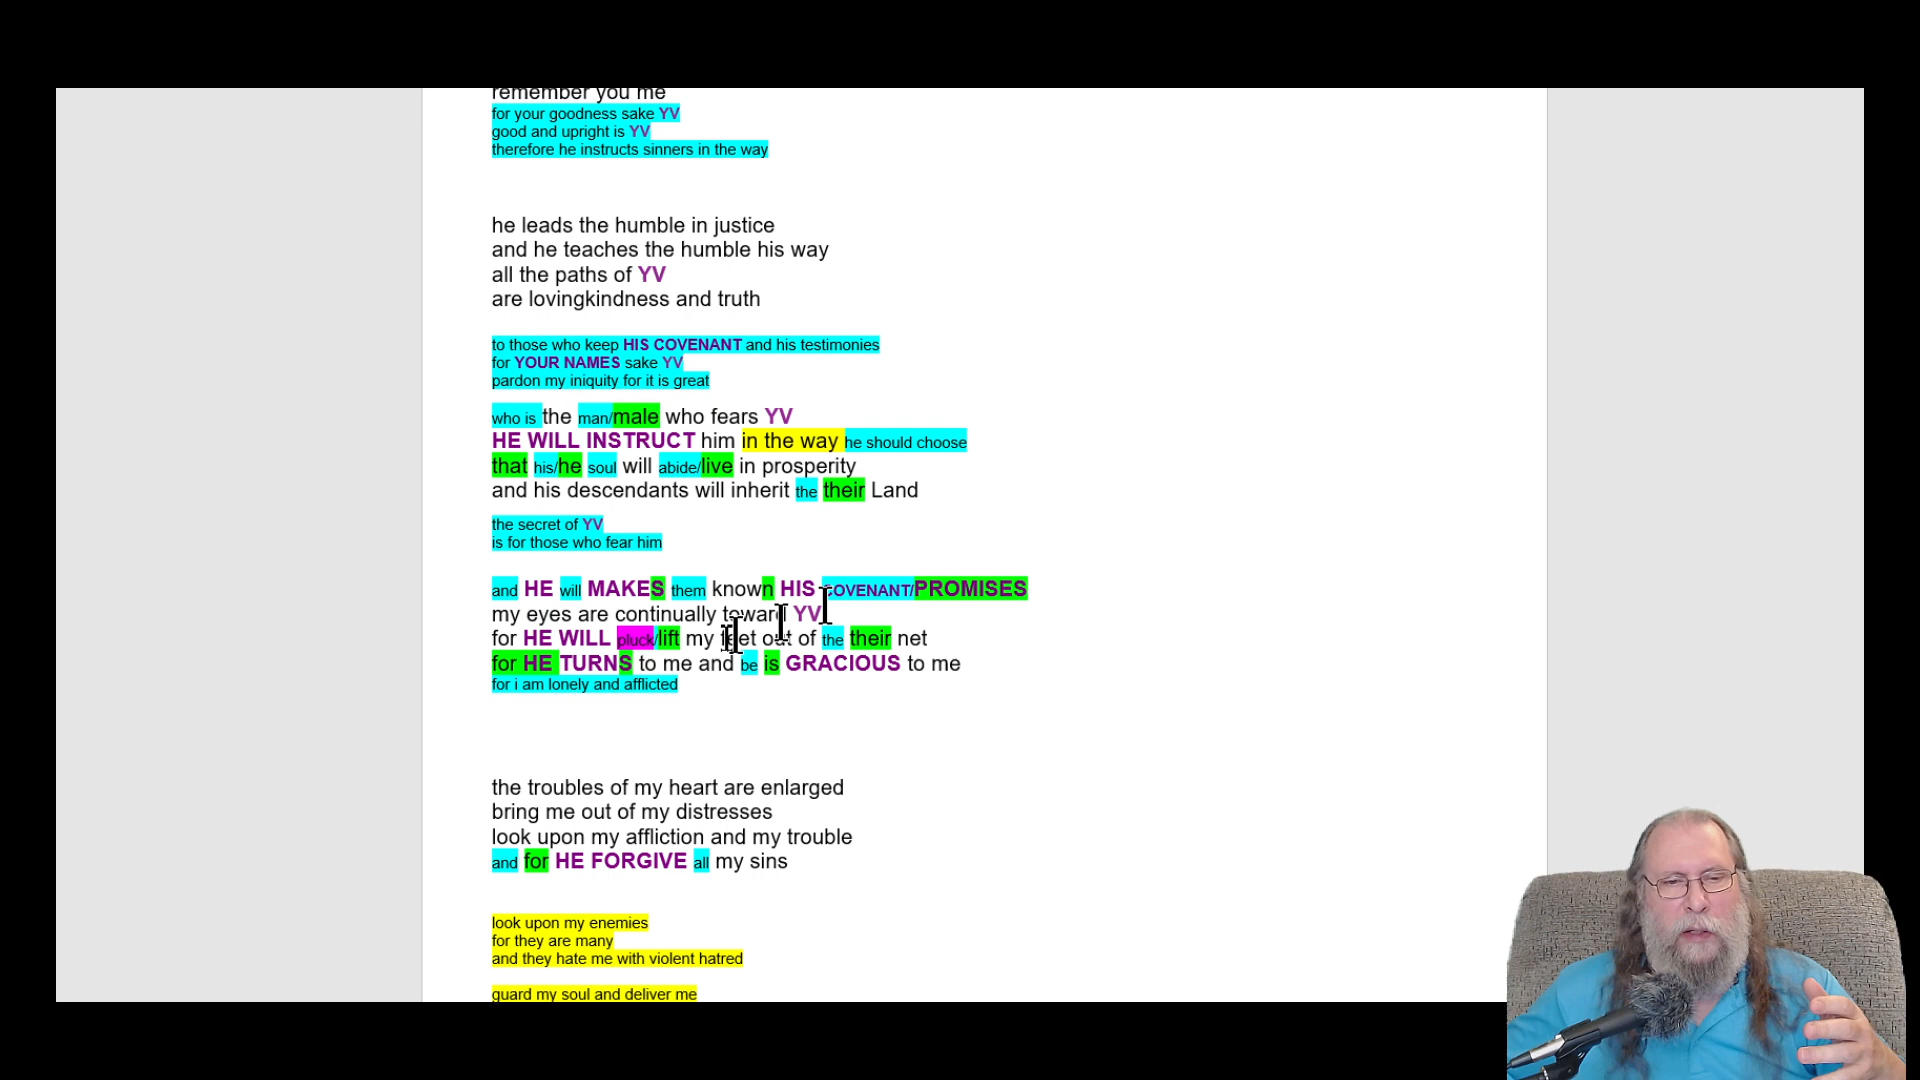 remember you me
for your goodness sake YV
good and upright is YV
therefore he instructs sinners in the way
he leads the humble in justice
and he teaches the humble his way
all the paths of YV
are lovingkindness and truth
to those who keep HIS COVENANT and his testimonies
for YOUR NAMES sake YV
pardon my iniquity for it is great
who is the man/male who fears YV
HE WILL INSTRUCT him in the way he should choose
that his/he soul will abide/live in prosperity
and his descendants will inherit the their Land
the secret of YV
is for those who fear him
and HE will MAKES them known HIS COVENANT/PROMISES
my eyes are continually toward YV
for HE WILL pluck/lift my feet out of the their net
for HE TURNS to me and be is GRACIOUS to me
for i am lonely and afflicted
the troubles of my heart are enlarged
bring me out of my distresses
look upon my affliction and my trouble
and for HE FORGIVE all my sins
look upon my enemies
for they are many
and they hate me with violent hatred
guard my soul and deliver me